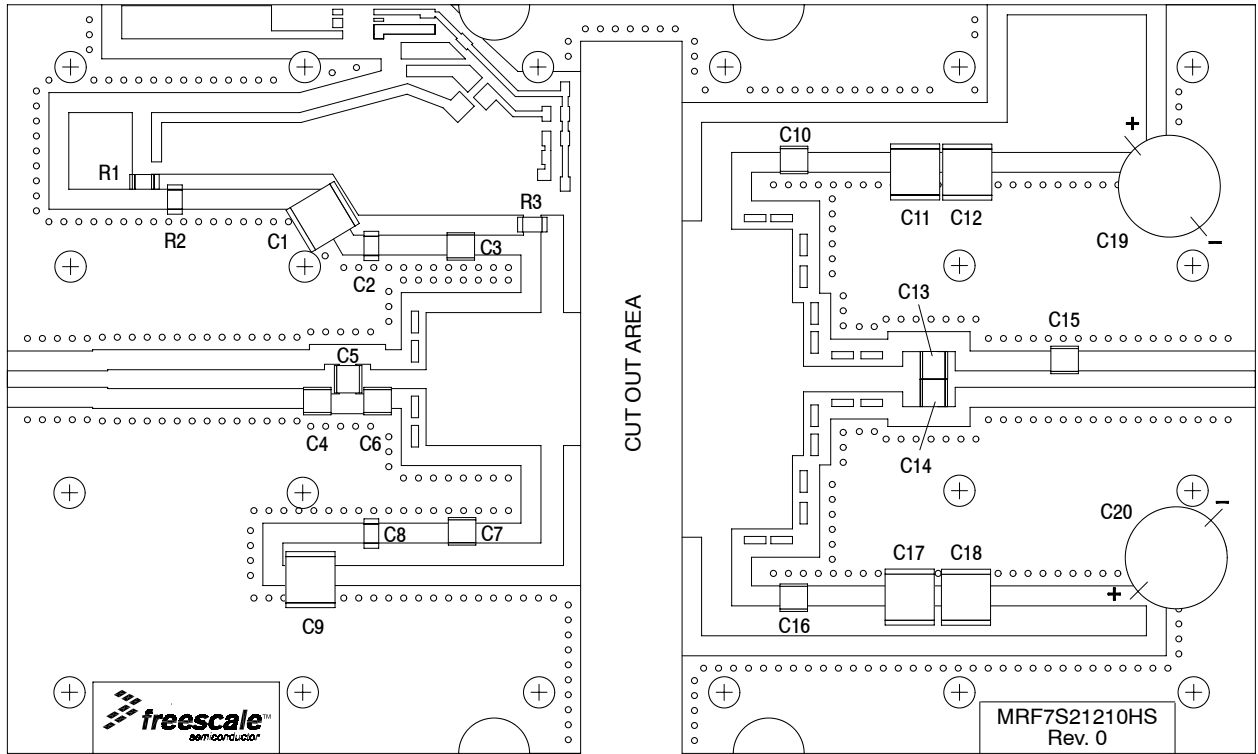 R1
R2
C1
C2
C3
R3
C10
C11
C12
+
C19
−
C13
C15
C5
C4
C6
CUT OUT AREA
C14
C8
C7
C9
C17
C18
C16
C20
−
+
freescale™
semiconductor
MRF7S21210HS
Rev. 0